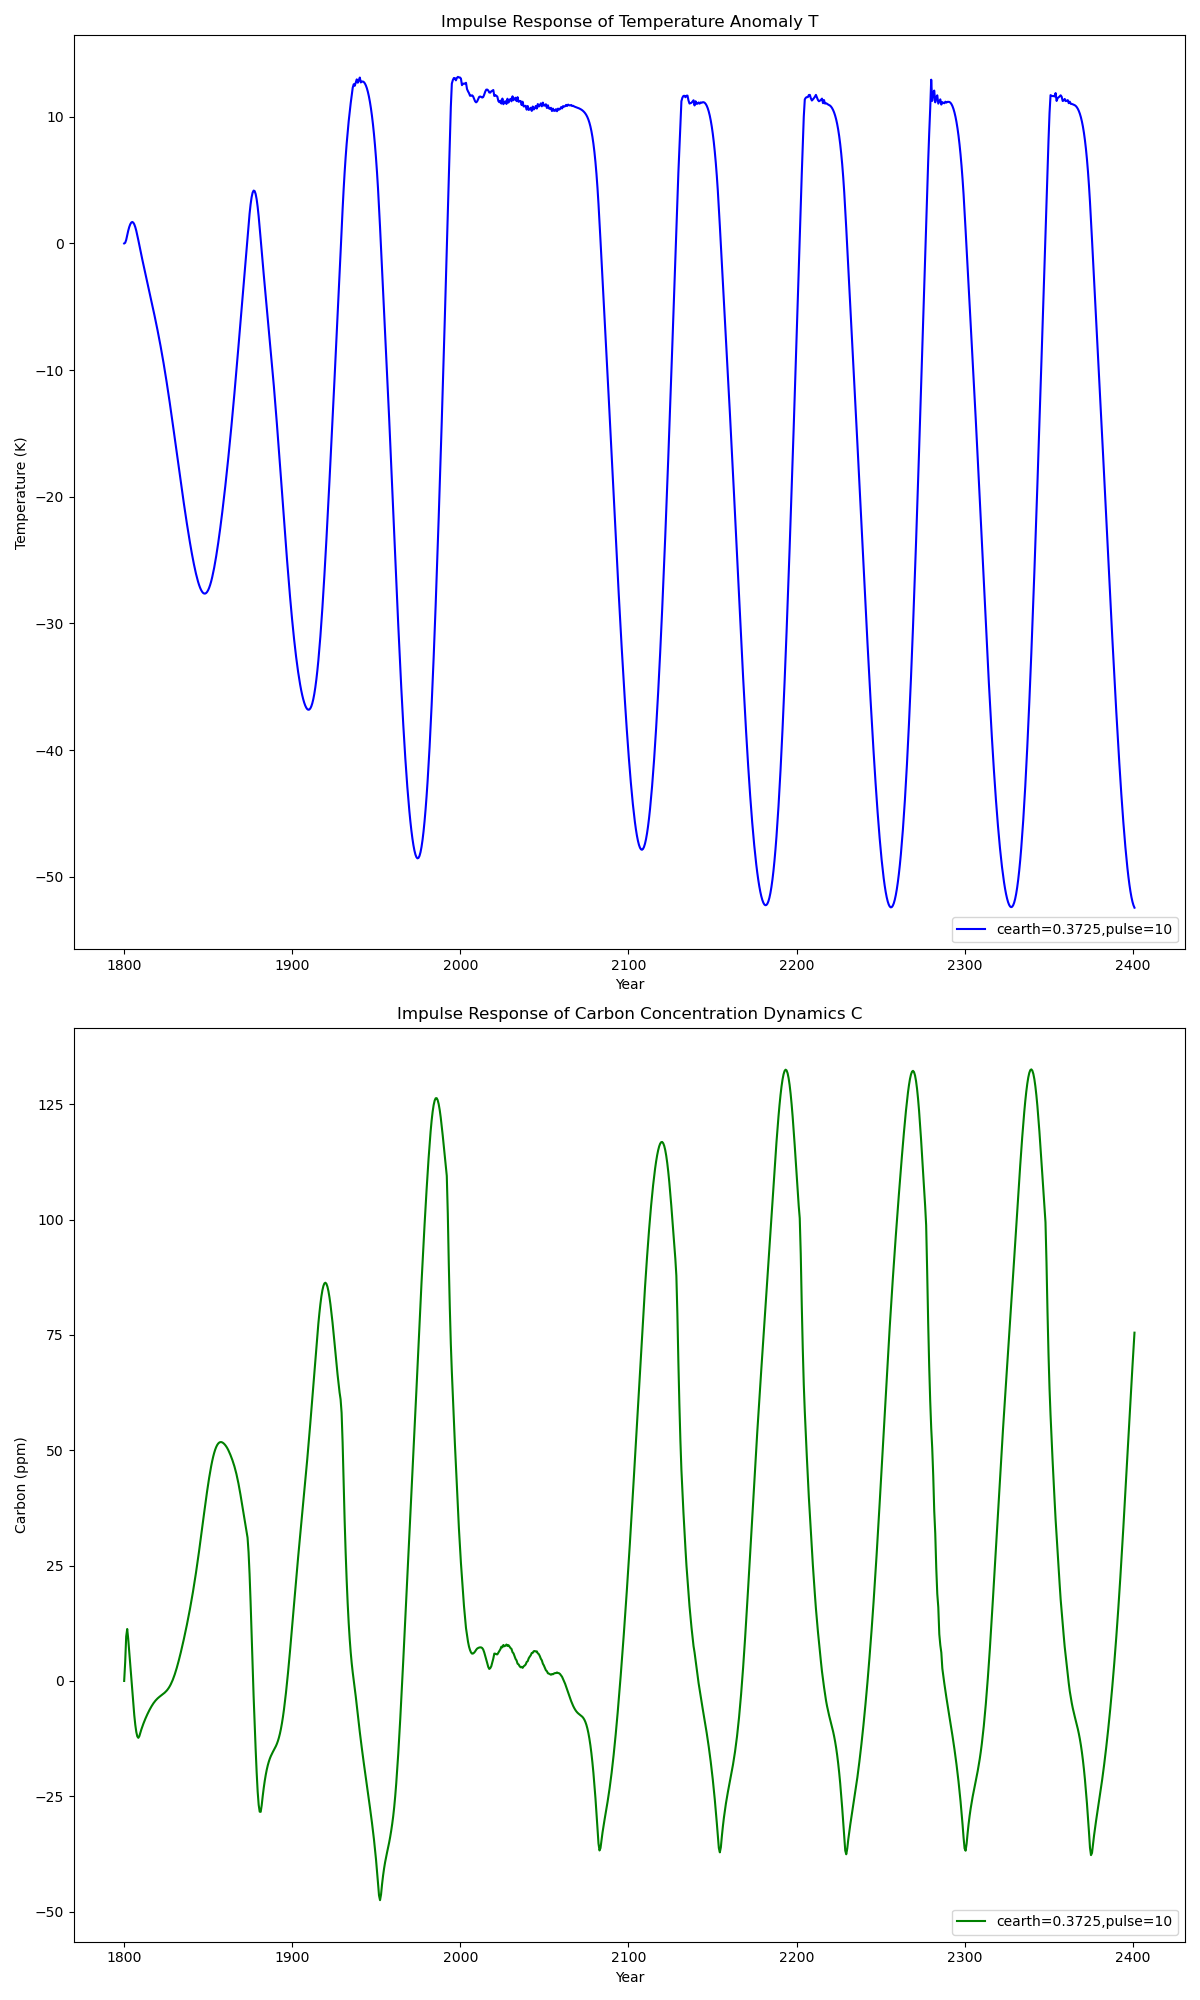 Impulse Response of Temperature Anomaly T
Temperature (K)
10
0
−10
−20
−30
−40
−50
1800 1900 2000 2100 2200 2300 2400
Year
cearth=0.3725,pulse=10
Impulse Response of Carbon Concentration Dynamics C
Carbon (ppm)
125
100
75
50
25
0
−25
−50
1800 1900 2000 2100 2200 2300 2400
Year
cearth=0.3725,pulse=10